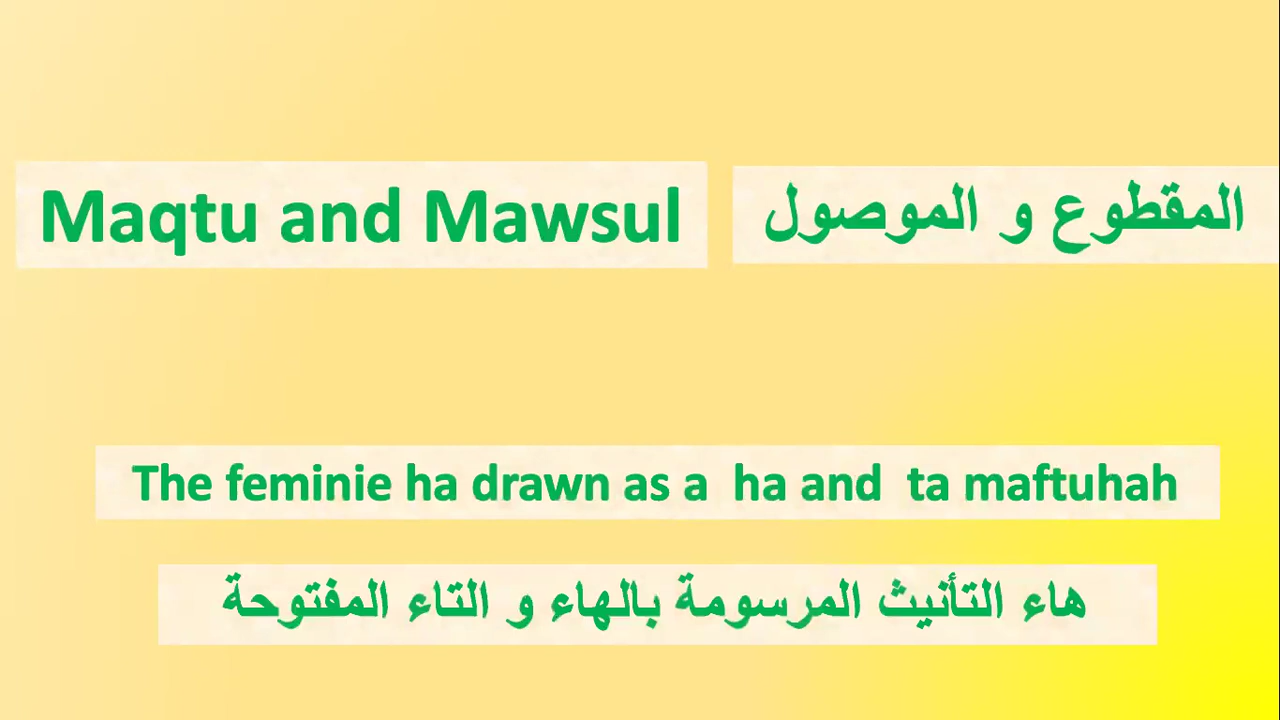 Maqtu and Mawsul
المقطوع و الموصول
The feminie ha drawn as a ha and ta maftuhah
هاء التأنيث المرسومة بالهاء و التاء المفتوحة